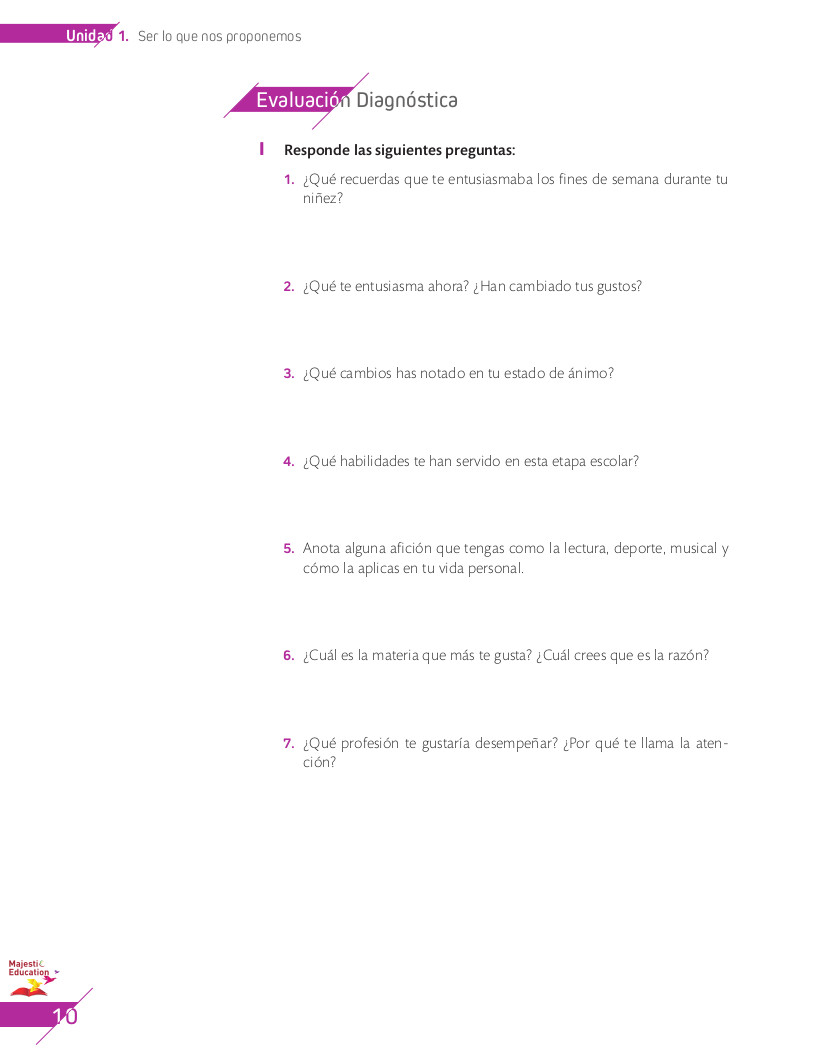 Unidad 1. Ser lo que nos proponemos
Evaluación Diagnóstica
I Responde las siguientes preguntas:
1. ¿Qué recuerdas que te entusiasmaba los fines de semana durante tu
niñez?
2. ¿Qué te entusiasma ahora? ¿Han cambiado tus gustos?
3. ¿Qué cambios has notado en tu estado de ánimo?
4. ¿Qué habilidades te han servido en esta etapa escolar?
5. Anota alguna afición que tengas como la lectura, deporte, musical y
cómo la aplicas en tu vida personal.
6. ¿Cuál es la materia que más te gusta? ¿Cuál crees que es la razón?
7. ¿Qué profesión te gustaría desempeñar? ¿Por qué te llama la aten-
ción?
Majestic
Education
10